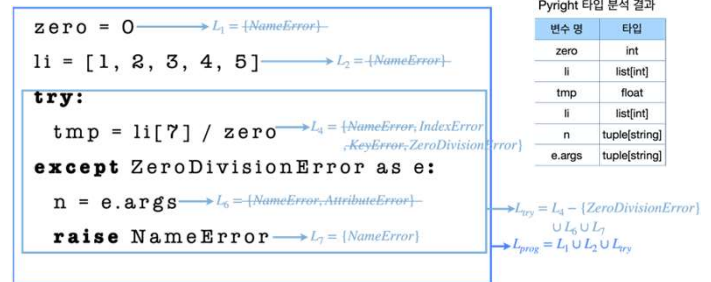 zero = 0 L₁ = {NameError}
li = [1, 2, 3, 4, 5] L₂ = {NameError}
try:
tmp = li[7] / zero L₄ = {NameError, IndexError
,KeyError, ZeroDivisionError}
except ZeroDivisionError as e:
n = e.args L₆ = {NameError, AttributeError}
raise NameError L₇ = {NameError}
Lₜᵣᵧ = L₄ − {ZeroDivisionError}
∪ L₆ ∪ L₇
Lₚᵣₒg = L₁ ∪ L₂ ∪ Lₜᵣᵧ
Pyright 타입 분석 결과
변수 명 타입
zero int
li list[int]
tmp float
li list[int]
n tuple[string]
e.args tuple[string]